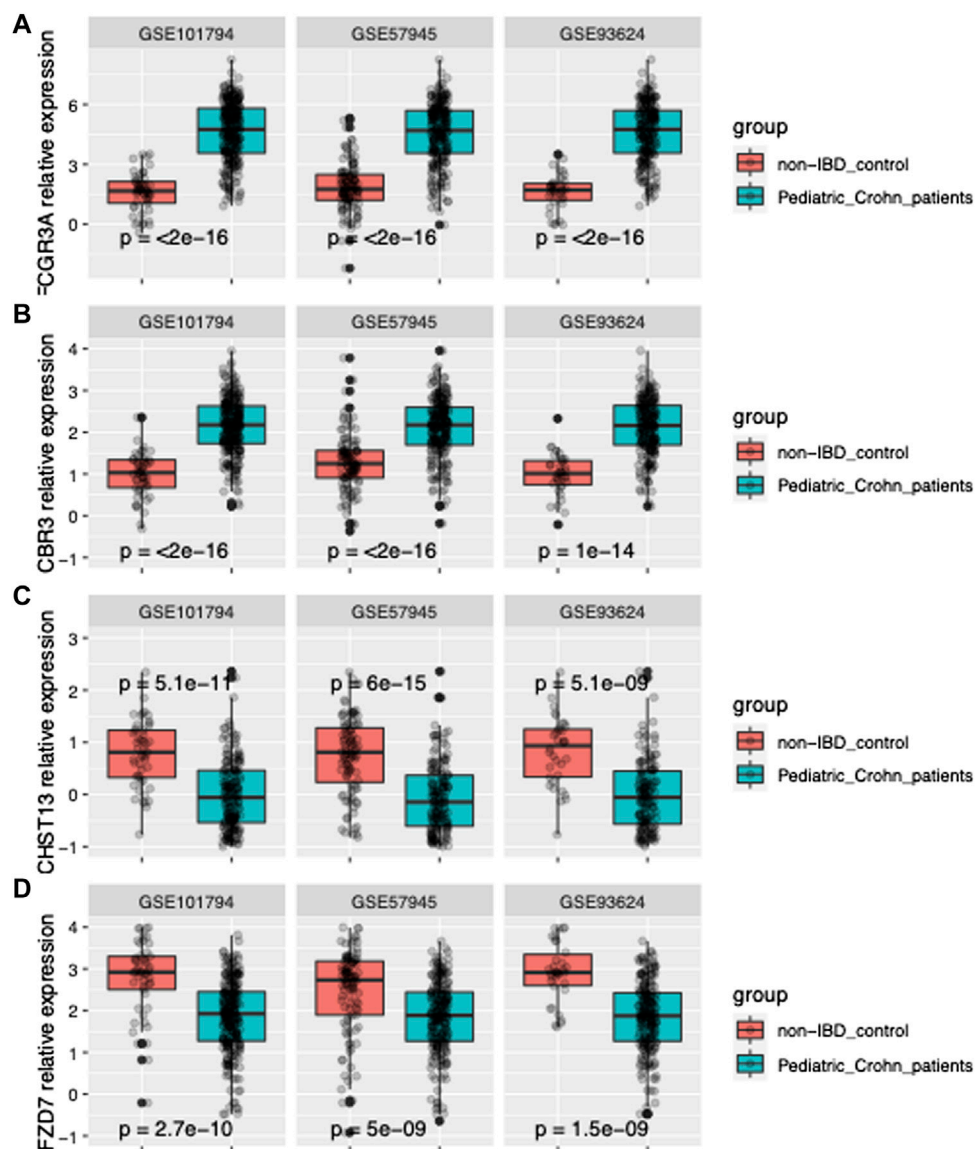 A
GSE101794 GSE57945 GSE93624
FCGR3A relative expression
6
3
0
p = <2e−16 p = <2e−16 p = <2e−16
group
non-IBD_control
Pediatric_Crohn_patients
B
GSE101794 GSE57945 GSE93624
CBR3 relative expression
4
3
2
1
0
−1
p = <2e−16 p = <2e−16 p = 1e−14
group
non-IBD_control
Pediatric_Crohn_patients
C
GSE101794 GSE57945 GSE93624
CHST13 relative expression
3
2
1
0
−1
p = 5.1e−11 p = 6e−15 p = 5.1e−09
group
non-IBD_control
Pediatric_Crohn_patients
D
GSE101794 GSE57945 GSE93624
FZD7 relative expression
4
3
2
1
0
−1
p = 2.7e−10 p = 5e−09 p = 1.5e−09
group
non-IBD_control
Pediatric_Crohn_patients